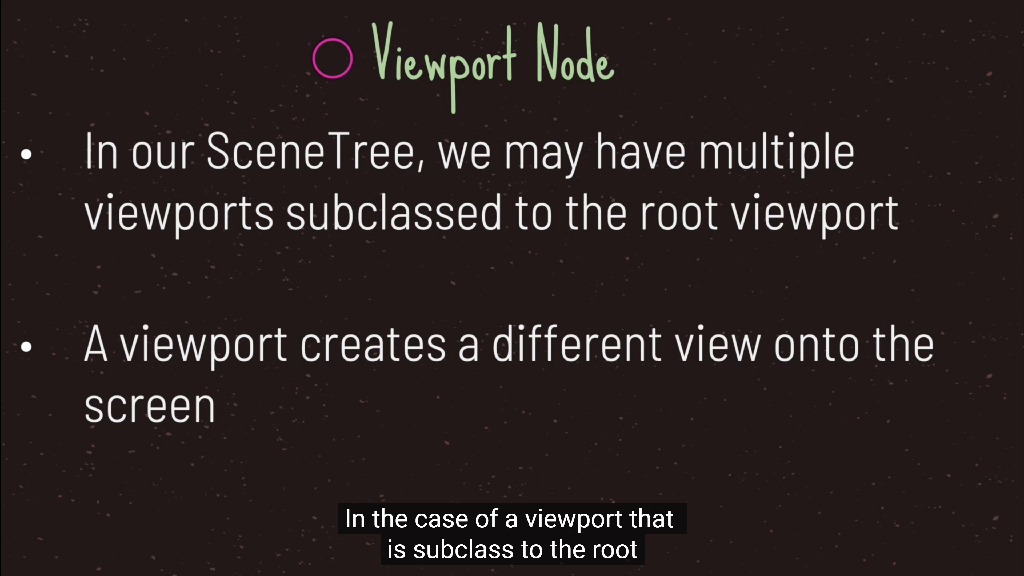 Viewport Node
• In our SceneTree, we may have multiple
viewports subclassed to the root viewport
• A viewport creates a different view onto the
screen
In the case of a viewport that
is subclass to the root